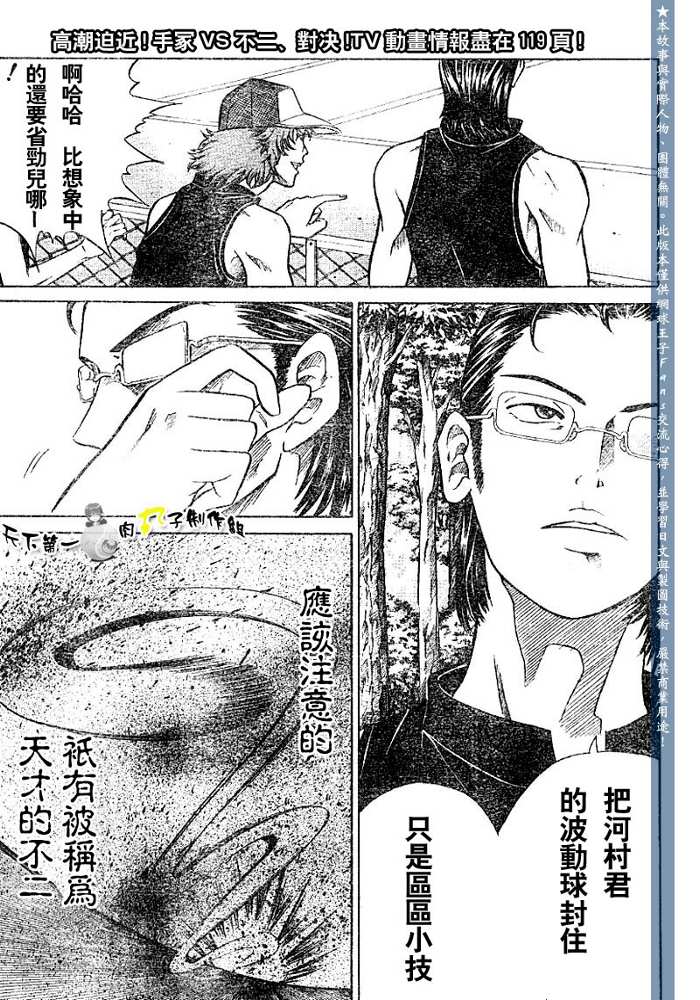 高潮迫近!手冢VS不二、對决!TV動畫情報盡在119頁!
啊哈哈 比想象中
的還要省勁兒哪ー!
把河村君
的波動球封住
只是區區小技
應該注意的
祇有被稱爲
天才的不二
天下第一
肉丸子制作組
★本故事與實際人物、團體無關。此版本僅供網球王子Fans交流心得,並學習日文與製圖技術,嚴禁商業用途!